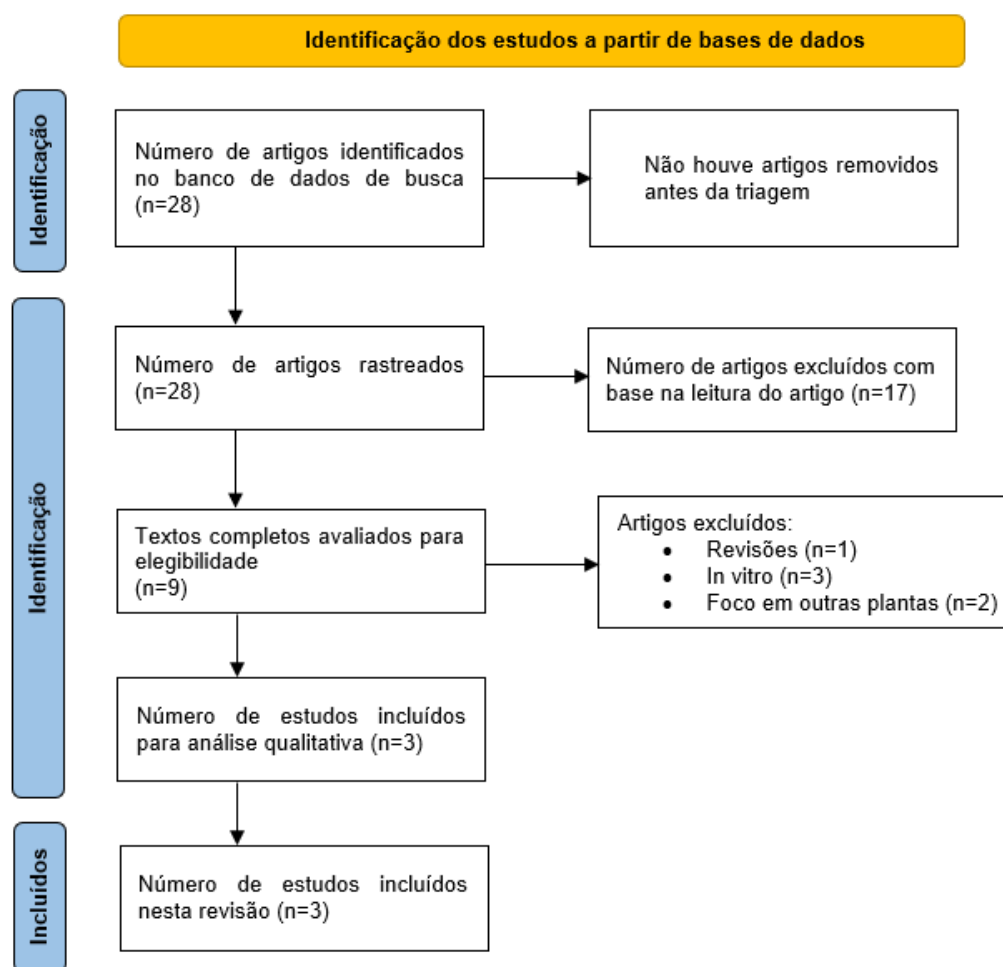 Identificação dos estudos a partir de bases de dados
Identificação
Número de artigos identificados
no banco de dados de busca
(n=28)
Não houve artigos removidos
antes da triagem
Identificação
Número de artigos rastreados
(n=28)
Número de artigos excluídos com
base na leitura do artigo (n=17)
Textos completos avaliados para
elegibilidade
(n=9)
Artigos excluídos:
• Revisões (n=1)
• In vitro (n=3)
• Foco em outras plantas (n=2)
Número de estudos incluídos
para análise qualitativa (n=3)
Incluídos
Número de estudos incluídos
nesta revisão (n=3)